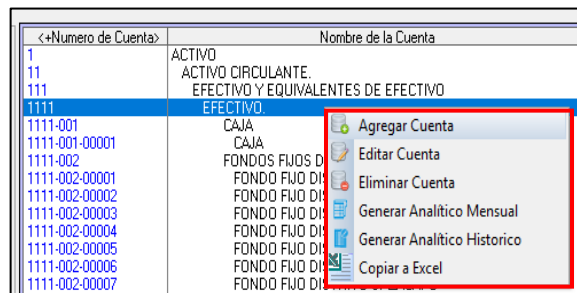 <+Numero de Cuenta> Nombre de la Cuenta
1 ACTIVO
11 ACTIVO CIRCULANTE.
111 EFECTIVO Y EQUIVALENTES DE EFECTIVO
1111 EFECTIVO.
1111-001 CAJA
1111-001-00001 CAJA
1111-002 FONDOS FIJOS D
1111-002-00001 FONDO FIJO DI
1111-002-00002 FONDO FIJO DI
1111-002-00003 FONDO FIJO DI
1111-002-00004 FONDO FIJO DI
1111-002-00005 FONDO FIJO DI
1111-002-00006 FONDO FIJO DI
1111-002-00007 FONDO FIJO
Agregar Cuenta
Editar Cuenta
Eliminar Cuenta
Generar Analítico Mensual
Generar Analítico Historico
Copiar a Excel